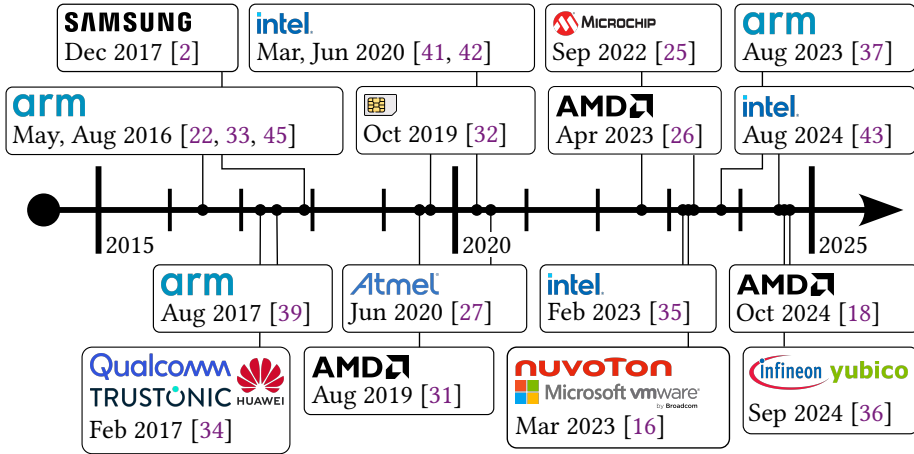 SAMSUNG
Dec 2017 [2]
intel.
Mar, Jun 2020 [41, 42]
MICROCHIP
Sep 2022 [25]
arm
Aug 2023 [37]
arm
May, Aug 2016 [22, 33, 45]
Oct 2019 [32]
AMD
Apr 2023 [26]
intel.
Aug 2024 [43]
2015
2020
2025
arm
Aug 2017 [39]
Atmel
Jun 2020 [27]
intel.
Feb 2023 [35]
AMD
Oct 2024 [18]
Qualcomm
TRUSTONIC
HUAWEI
Feb 2017 [34]
AMD
Aug 2019 [31]
nuvoTon
Microsoft vmware®
by Broadcom
Mar 2023 [16]
infineon yubico
Sep 2024 [36]